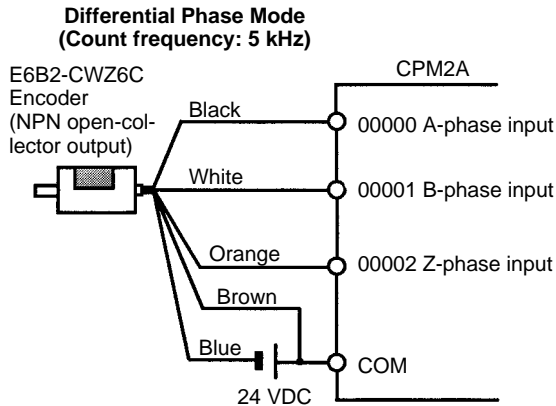 Differential Phase Mode
(Count frequency: 5 kHz)
E6B2-CWZ6C
Encoder
(NPN open-col-
lector output)
CPM2A
Black
00000 A-phase input
White
00001 B-phase input
Orange
00002 Z-phase input
Brown
Blue
COM
24 VDC